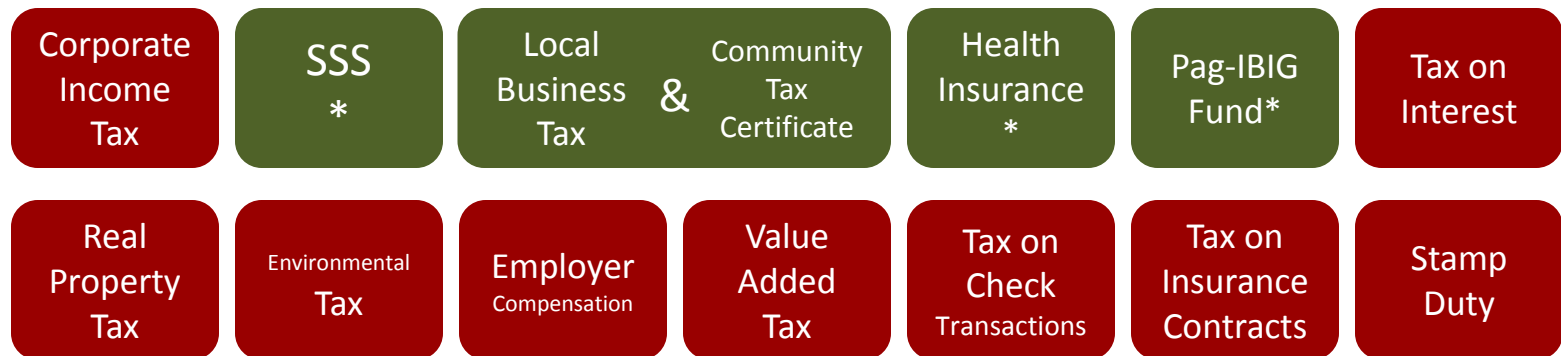 Corporate
Income
Tax
SSS
*
Local
Business
Tax
&
Community
Tax
Certificate
Health
Insurance
*
Pag-IBIG
Fund*
Tax on
Interest
Real
Property
Tax
Environmental
Tax
Employer
Compensation
Value
Added
Tax
Tax on
Check
Transactions
Tax on
Insurance
Contracts
Stamp
Duty